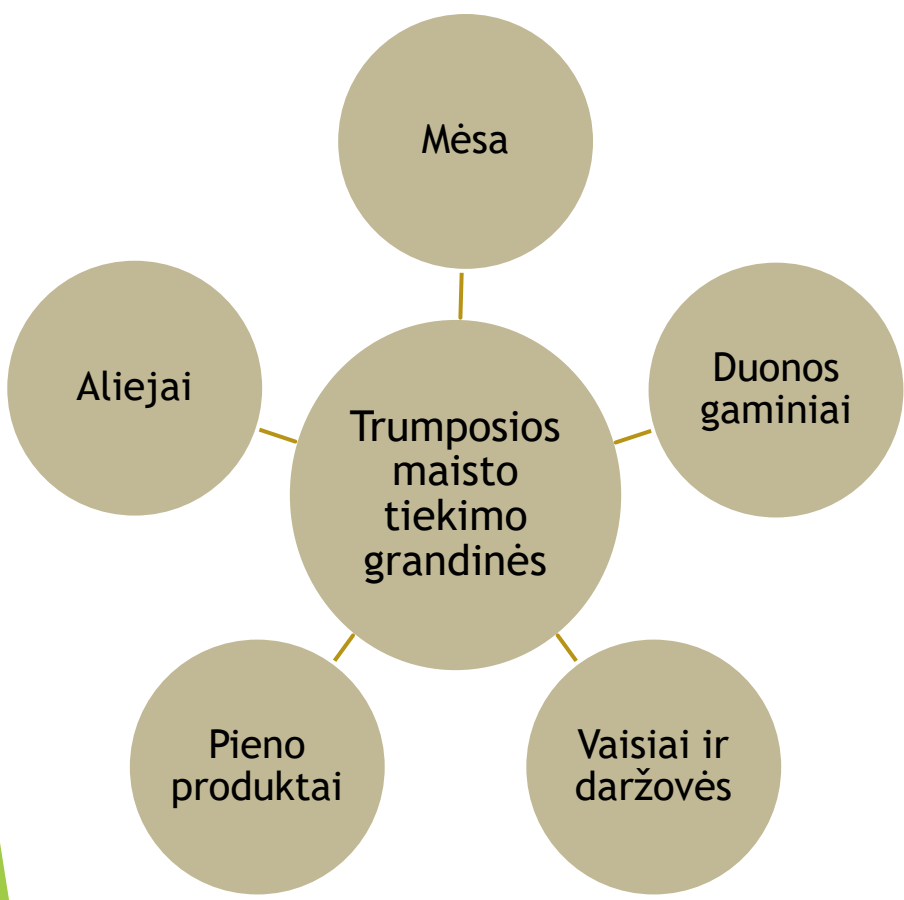 Mėsa
Duonos
gaminiai
Aliejai
Trumposios
maisto
tiekimo
grandinės
Pieno
produktai
Vaisiai ir
daržovės